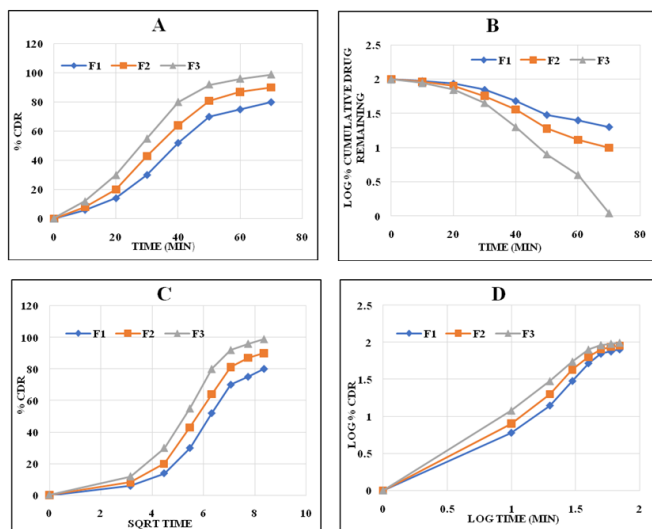 A
120
100
80
60
40
20
0
% CDR
F1 F2 F3
0 20 40 60 80
TIME (MIN)
B
2.5
2
1.5
1
0.5
0
LOG % CUMULATIVE DRUG
REMAINING
F1 F2 F3
0 20 40 60 80
TIME (MIN)
C
120
100
80
60
40
20
0
% CDR
F1 F2 F3
0 2 4 6 8 10
SQRT TIME
D
2.5
2
1.5
1
0.5
0
LOG % CDR
F1 F2 F3
0 0.5 1 1.5 2
LOG TIME (MIN)